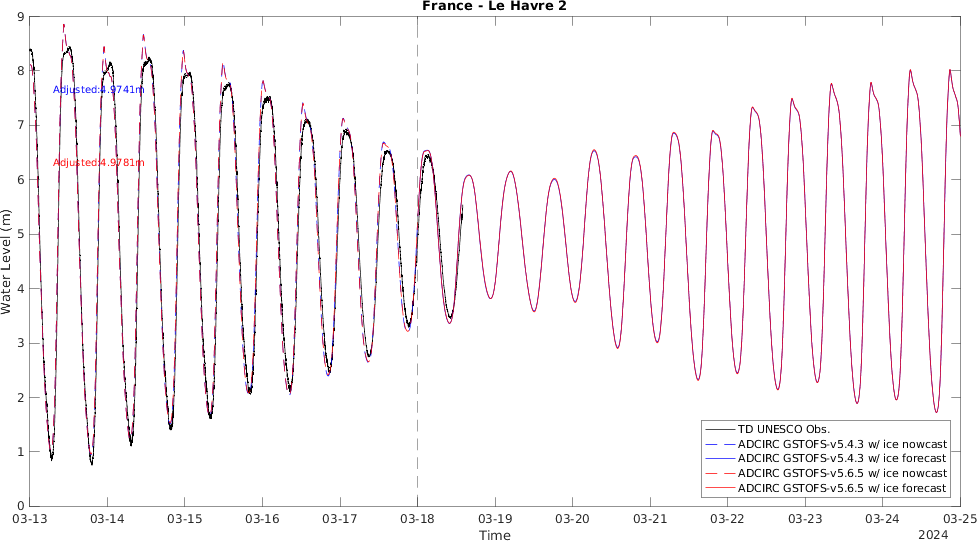 France - Le Havre 2
9
8
7
6
5
4
3
2
1
0
Water Level (m)
Adjusted:4.9741m
Adjusted:4.9781m
TD UNESCO Obs.
ADCIRC GSTOFS-v5.4.3 w/ ice nowcast
ADCIRC GSTOFS-v5.4.3 w/ ice forecast
ADCIRC GSTOFS-v5.6.5 w/ ice nowcast
ADCIRC GSTOFS-v5.6.5 w/ ice forecast
03-13 03-14 03-15 03-16 03-17 03-18 03-19 03-20 03-21 03-22 03-23 03-24 03-25
Time
2024